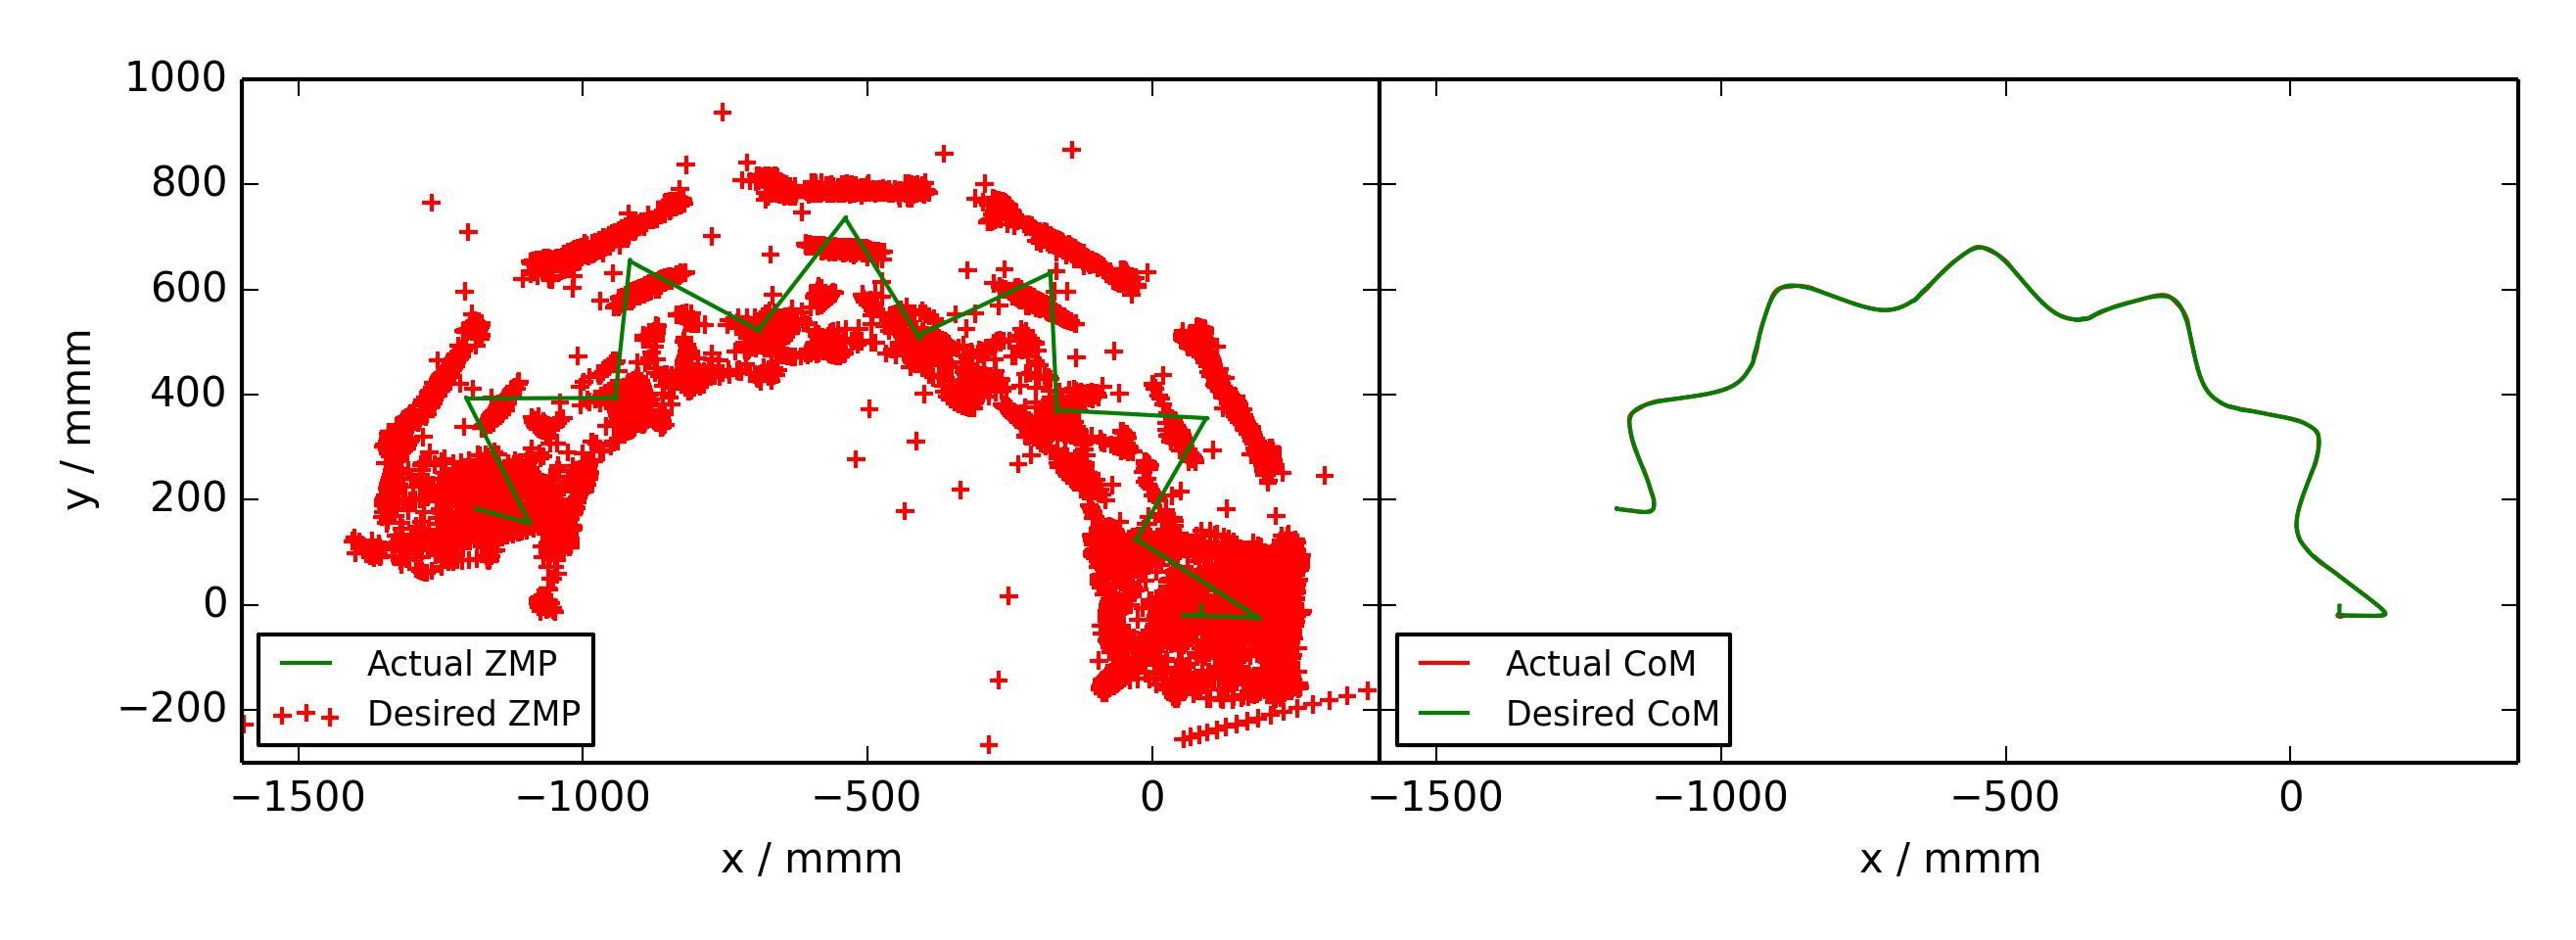 1000
800
600
400
200
0
−200
y / mmm
Actual ZMP
Desired ZMP
Actual CoM
Desired CoM
−1500 −1000 −500 0 −1500 −1000 −500 0
x / mmm x / mmm